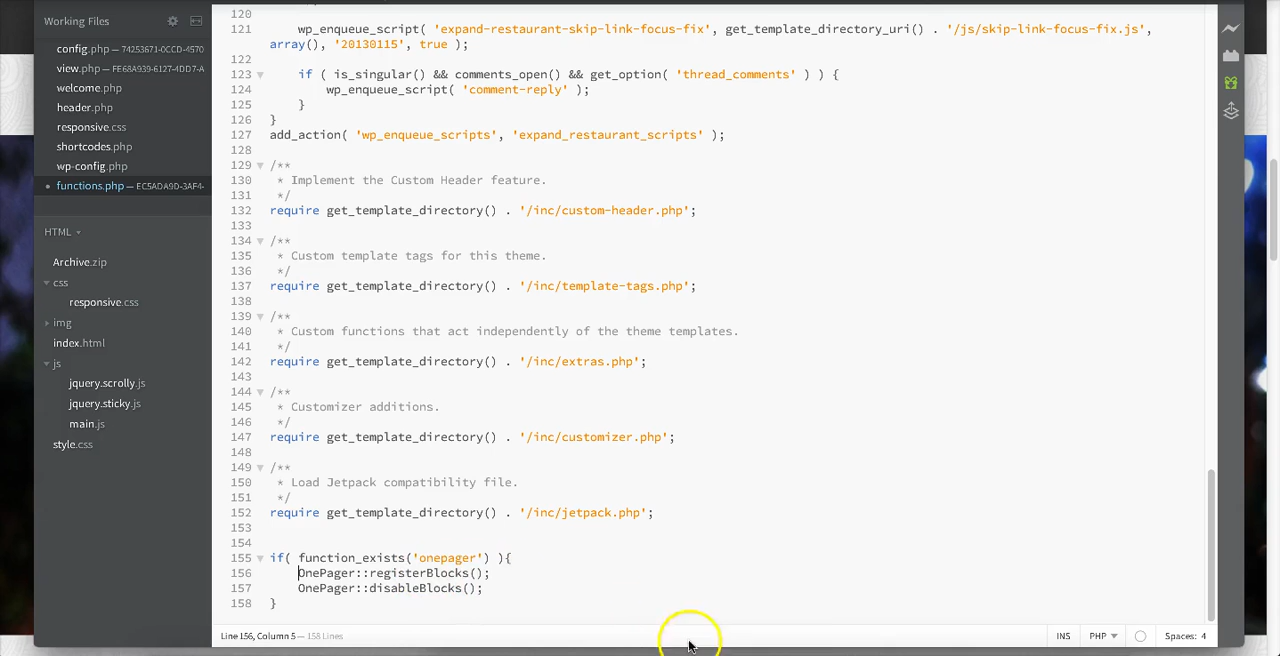 Working Files
config.php — 74253671-0CCD-4570
view.php — FE68A939-6127-4DD7-A
welcome.php
header.php
responsive.css
shortcodes.php
wp-config.php
• functions.php — EC5ADA9D-3AF4-
HTML
Archive.zip
css
responsive.css
img
index.html
js
jquery.scrolly.js
jquery.sticky.js
main.js
style.css
120
121 wp_enqueue_script( 'expand-restaurant-skip-link-focus-fix', get_template_directory_uri() . '/js/skip-link-focus-fix.js',
array(), '20130115', true );
122
123 if ( is_singular() && comments_open() && get_option( 'thread_comments' ) ) {
124 wp_enqueue_script( 'comment-reply' );
125 }
126 }
127 add_action( 'wp_enqueue_scripts', 'expand_restaurant_scripts' );
128
129 /**
130 * Implement the Custom Header feature.
131 */
132 require get_template_directory() . '/inc/custom-header.php';
133
134 /**
135 * Custom template tags for this theme.
136 */
137 require get_template_directory() . '/inc/template-tags.php';
138
139 /**
140 * Custom functions that act independently of the theme templates.
141 */
142 require get_template_directory() . '/inc/extras.php';
143
144 /**
145 * Customizer additions.
146 */
147 require get_template_directory() . '/inc/customizer.php';
148
149 /**
150 * Load Jetpack compatibility file.
151 */
152 require get_template_directory() . '/inc/jetpack.php';
153
154
155 if( function_exists('onepager') ){
156 OnePager::registerBlocks();
157 OnePager::disableBlocks();
158 }
Line 156, Column 5 — 158 Lines
INS PHP Spaces: 4